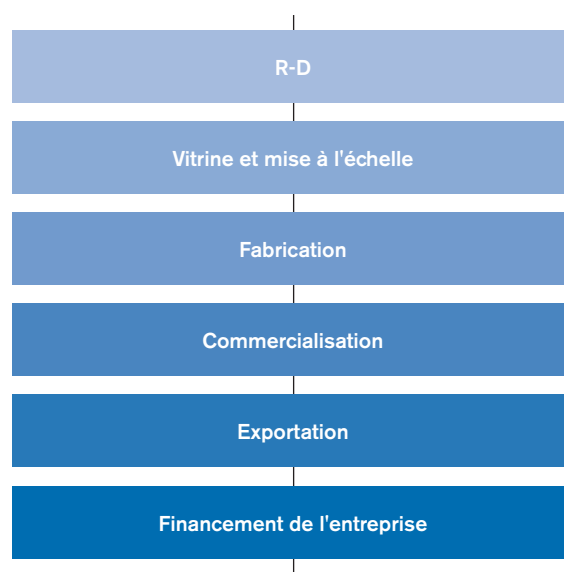 R-D
Vitrine et mise à l'échelle
Fabrication
Commercialisation
Exportation
Financement de l'entreprise